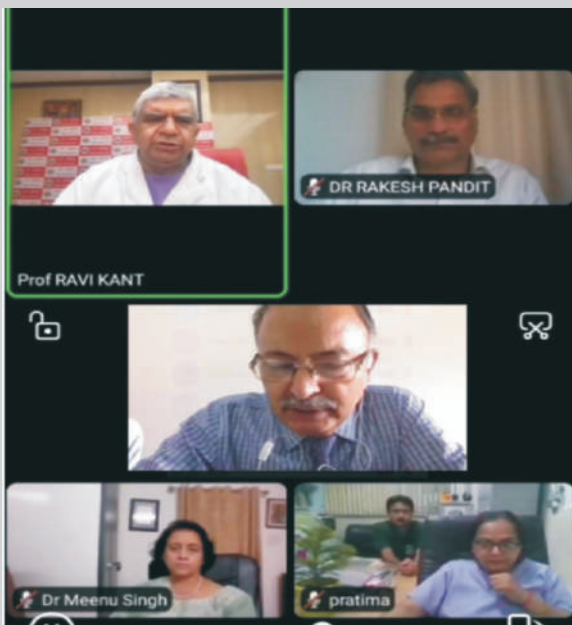 DR RAKESH PANDIT
Prof RAVI KANT
Dr Meenu Singh
pratima